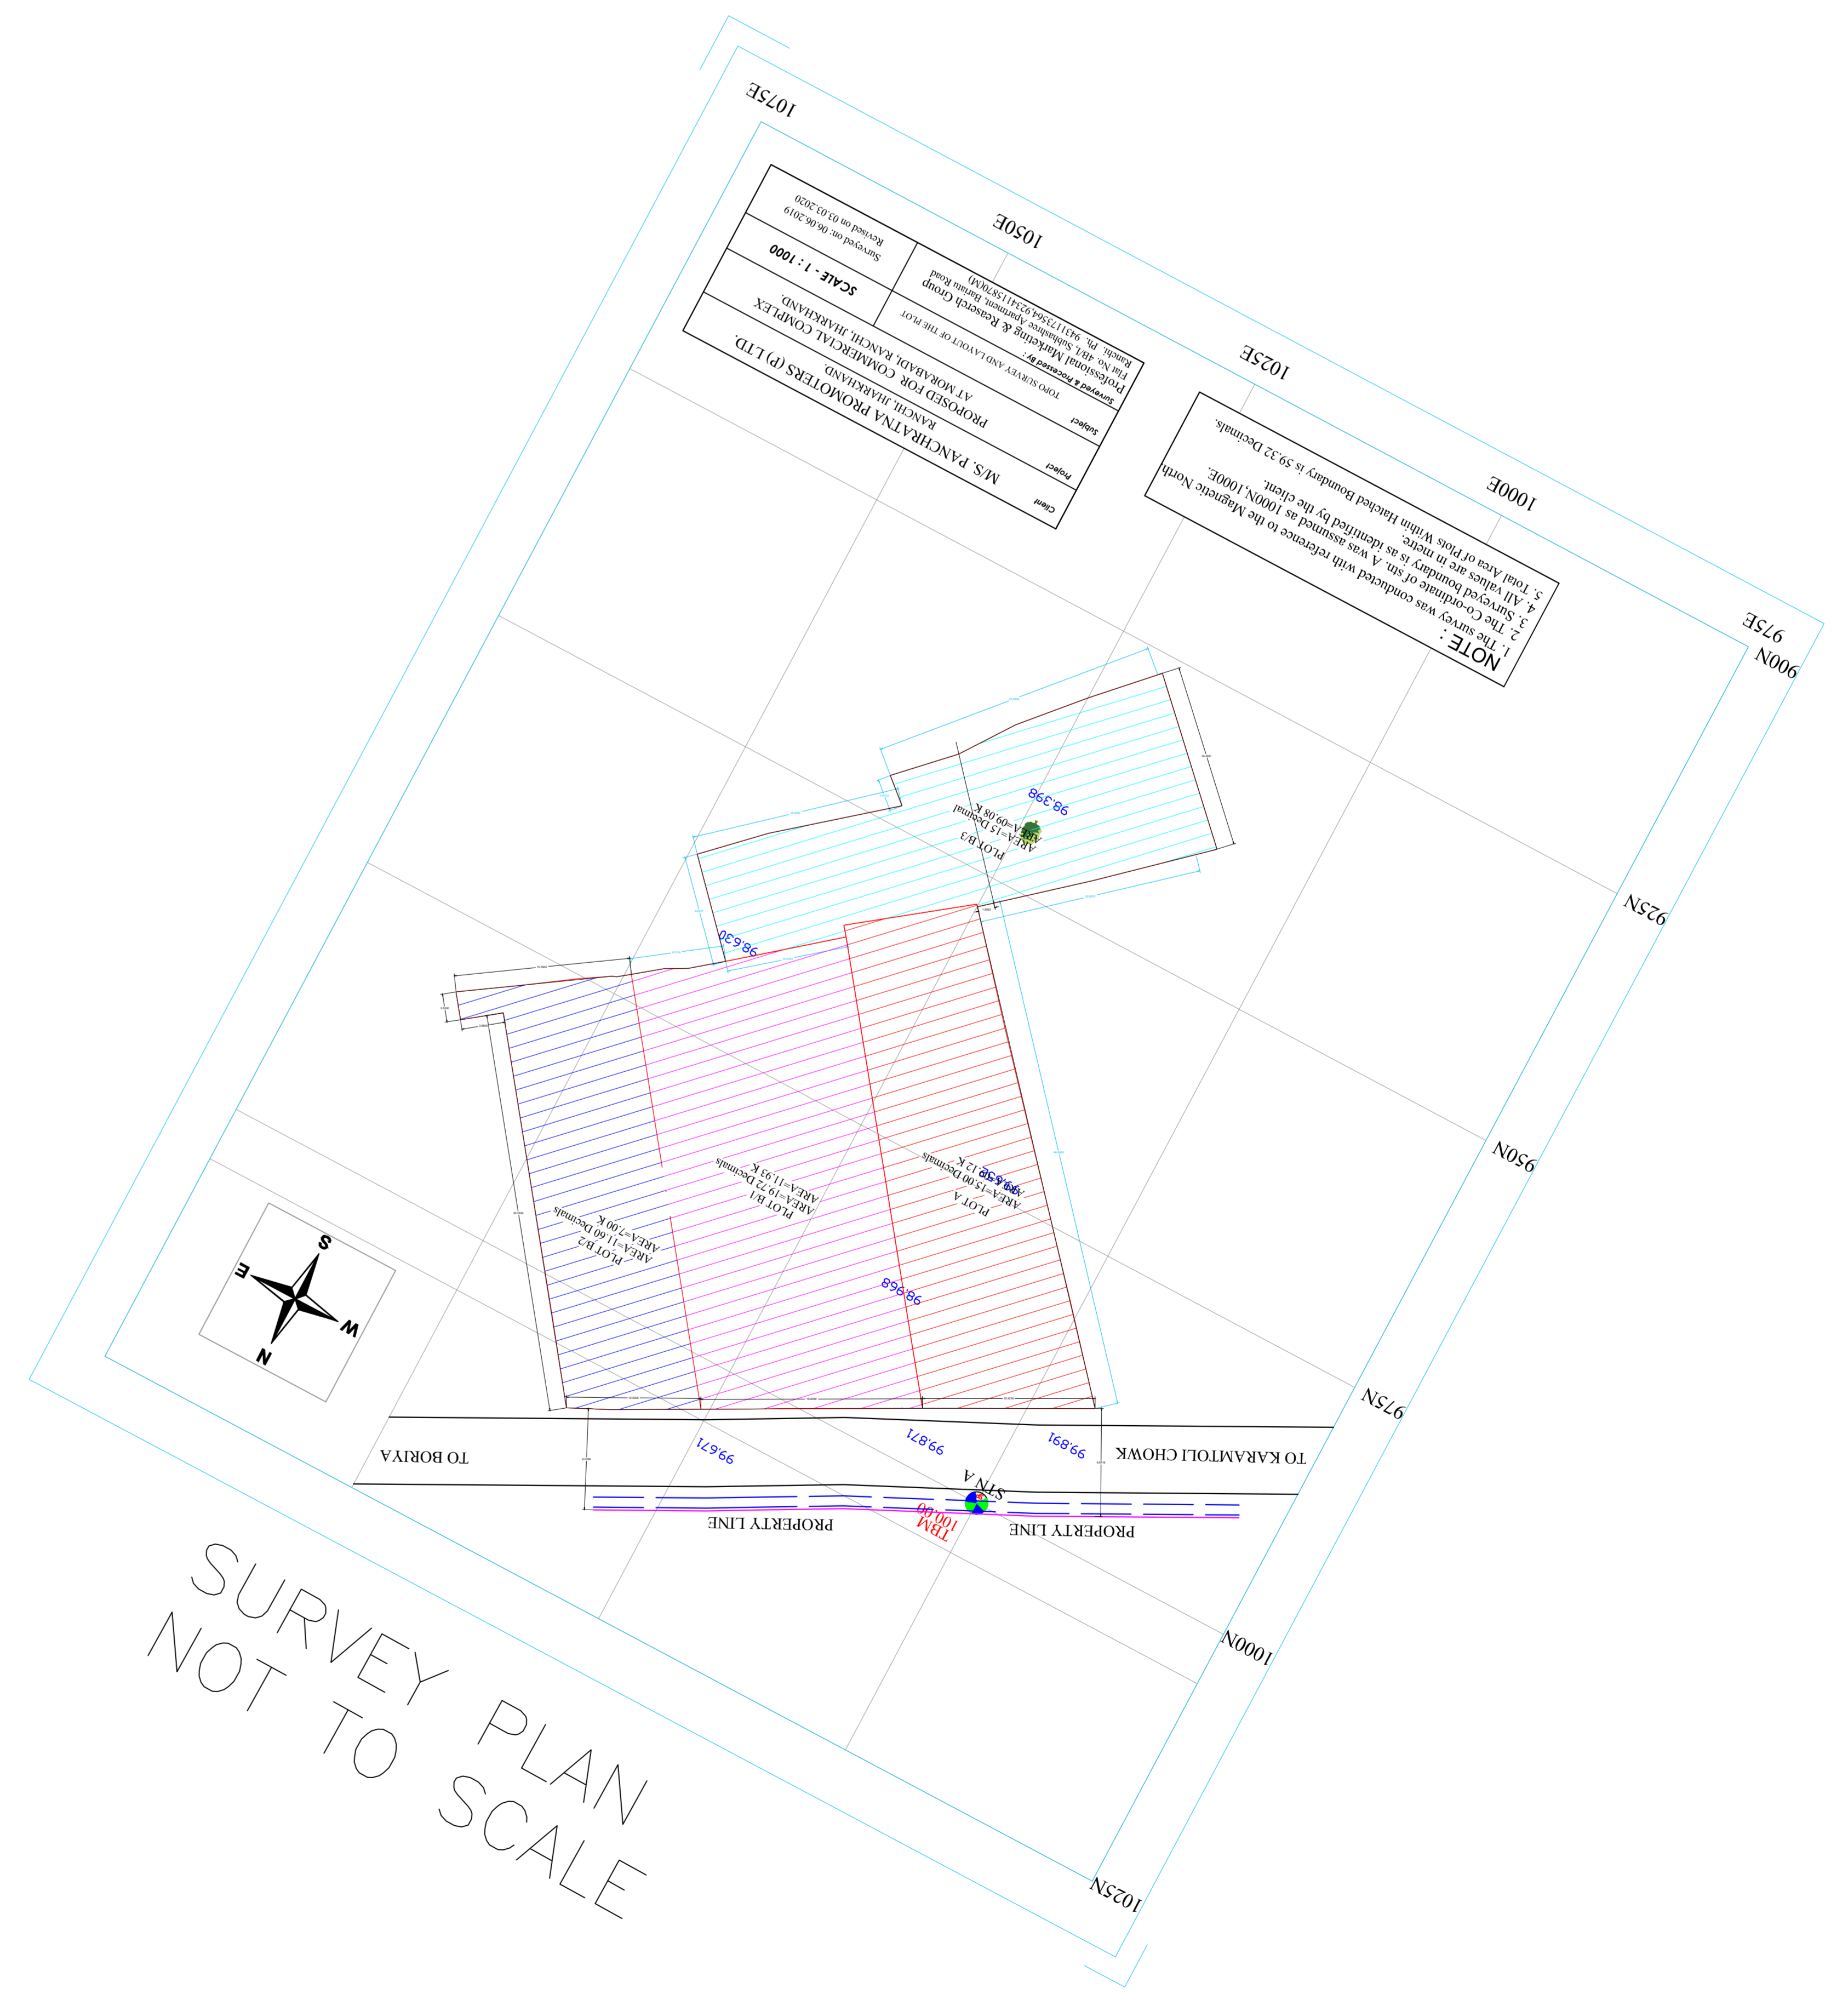 1075E
1050E
1025E
1000E
975E
900N
925N
950N
975N
1000N
1025N
Client
M/S. PANCHRATNA PROMOTERS (P) LTD.
RANCHI, JHARKHAND.
Project
PROPOSED FOR COMMERCIAL COMPLEX
AT MORABADI, RANCHI, JHARKHAND.
Subject
TOPO SURVEY AND LAYOUT OF THE PLOT
SCALE - 1 : 1000
Surveyed & Processed By :
Professional Marketing & Reaserch Group
Flat No. 4B/1, Subhashree Apartment, Bariatu Road
Ranchi. Ph. 9431173564,9234115870(M)
Surveyed on: 06.06.2019
Revised on 03.03.2020
NOTE :
1. The survey was conducted with reference to the Magnetic North
2. The Co-ordinate of stn. A was assumed as 1000N,1000E.
3. Surveyed boundary is as identified by the client.
4. All values are in metre.
5. Total Area of Plots Within Hatched Boundary is 59.32 Decimals.
98.398
PLOT B/3
AREA=15 Decimal
AREA=09.08 K
98.630
PLOT B/1
AREA=19.72 Decimals
AREA=11.93 K
PLOT A
AREA=15.00 Decimals
PLOT B/2
AREA=11.60 Decimals
AREA=7.00 K
98.968
S
E
W
N
TO BORIYA
99.671
99.871
99.891
TO KARAMTOLI CHOWK
STN A
TBM
100.00
PROPERTY LINE
PROPERTY LINE
SURVEY PLAN
NOT TO SCALE